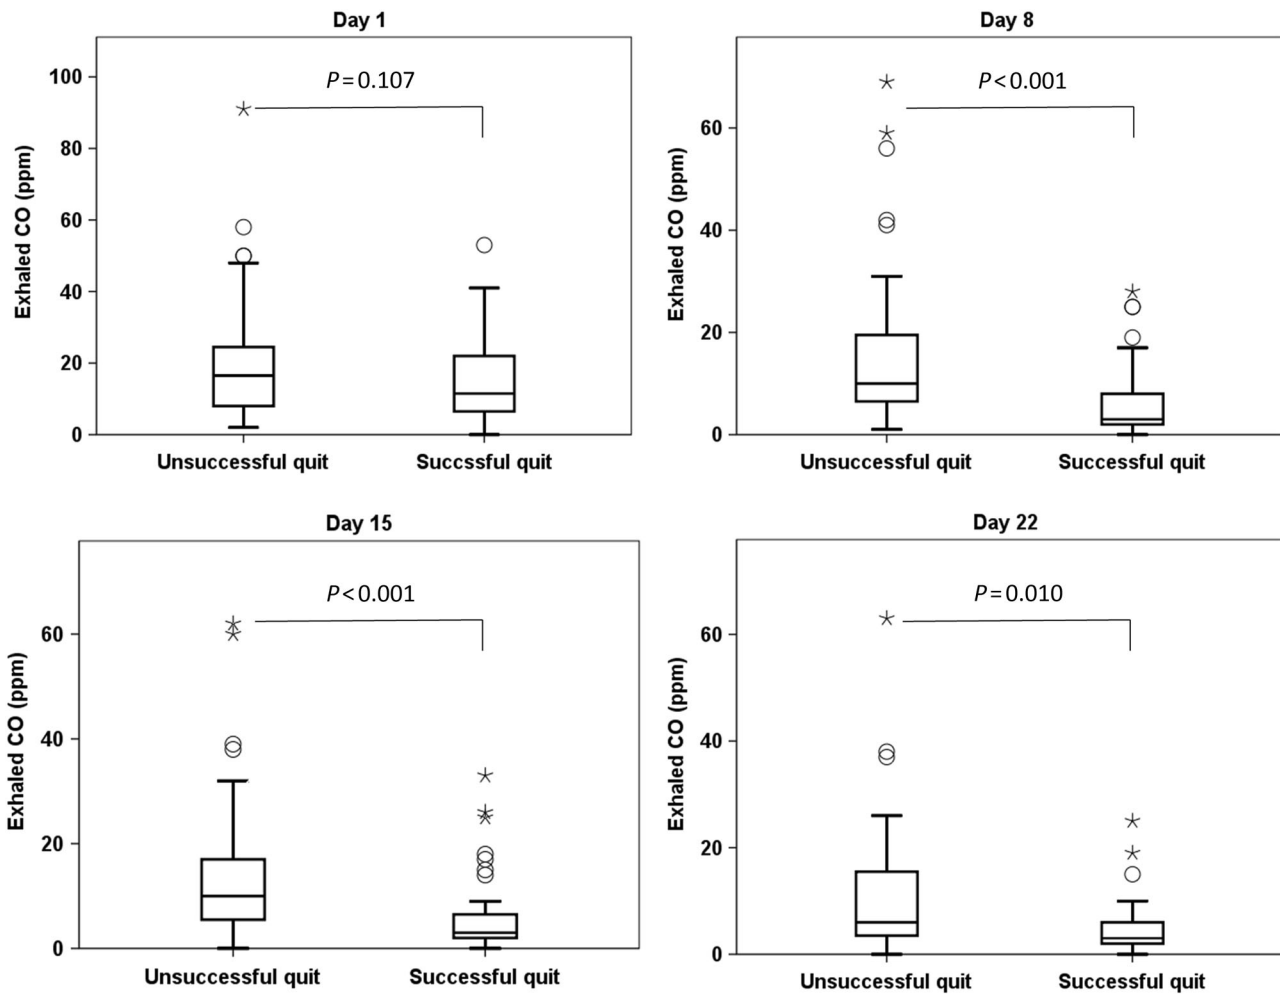 Day 1
P=0.107
Exhaled CO (ppm)
100
80
60
40
20
0
Unsuccessful quit
Succssful quit
Day 8
P<0.001
Exhaled CO (ppm)
60
40
20
0
Unsuccessful quit
Successful quit
Day 15
P<0.001
Exhaled CO (ppm)
60
40
20
0
Unsuccessful quit
Successful quit
Day 22
P=0.010
Exhaled CO (ppm)
60
40
20
0
Unsuccessful quit
Successful quit